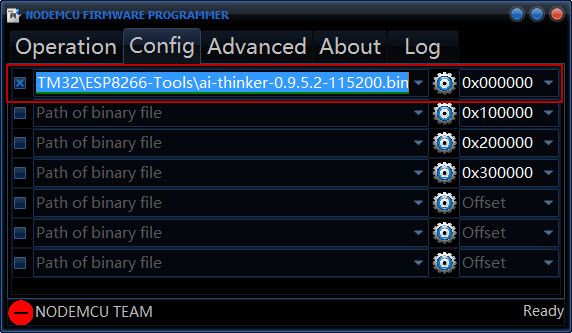 NODEMCU FIRMWARE PROGRAMMER
Operation Config Advanced About Log
TM32\ESP8266-Tools\ai-thinker-0.9.5.2-115200.bin 0x000000
Path of binary file 0x100000
Path of binary file 0x200000
Path of binary file 0x300000
Path of binary file Offset
Path of binary file Offset
Path of binary file Offset
NODEMCU TEAM Ready